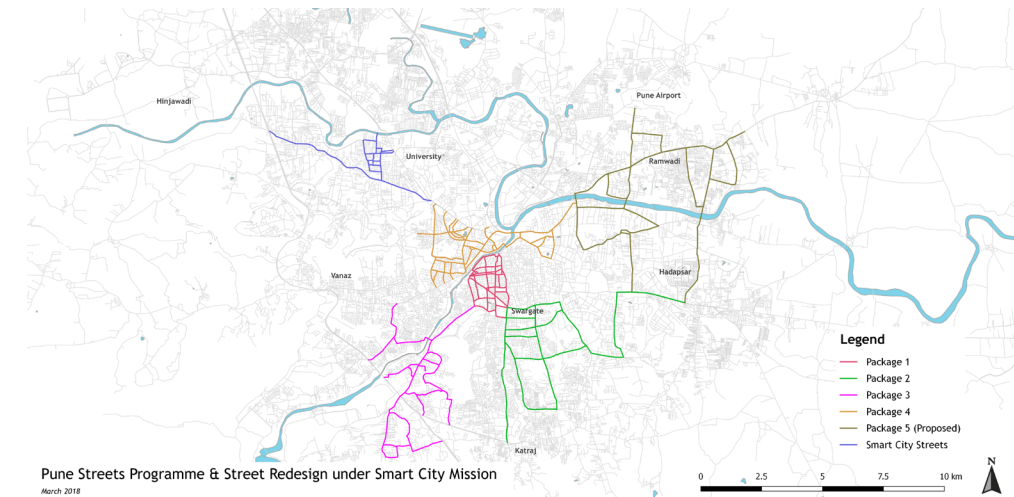 Pune Airport
Hinjawadi
University
Ramwadi
Vanaz
Hadapsar
Swargate
Katraj
Legend
Package 1
Package 2
Package 3
Package 4
Package 5 (Proposed)
Smart City Streets
Pune Streets Programme & Street Redesign under Smart City Mission
March 2018
0 2.5 5 7.5 10 km
N